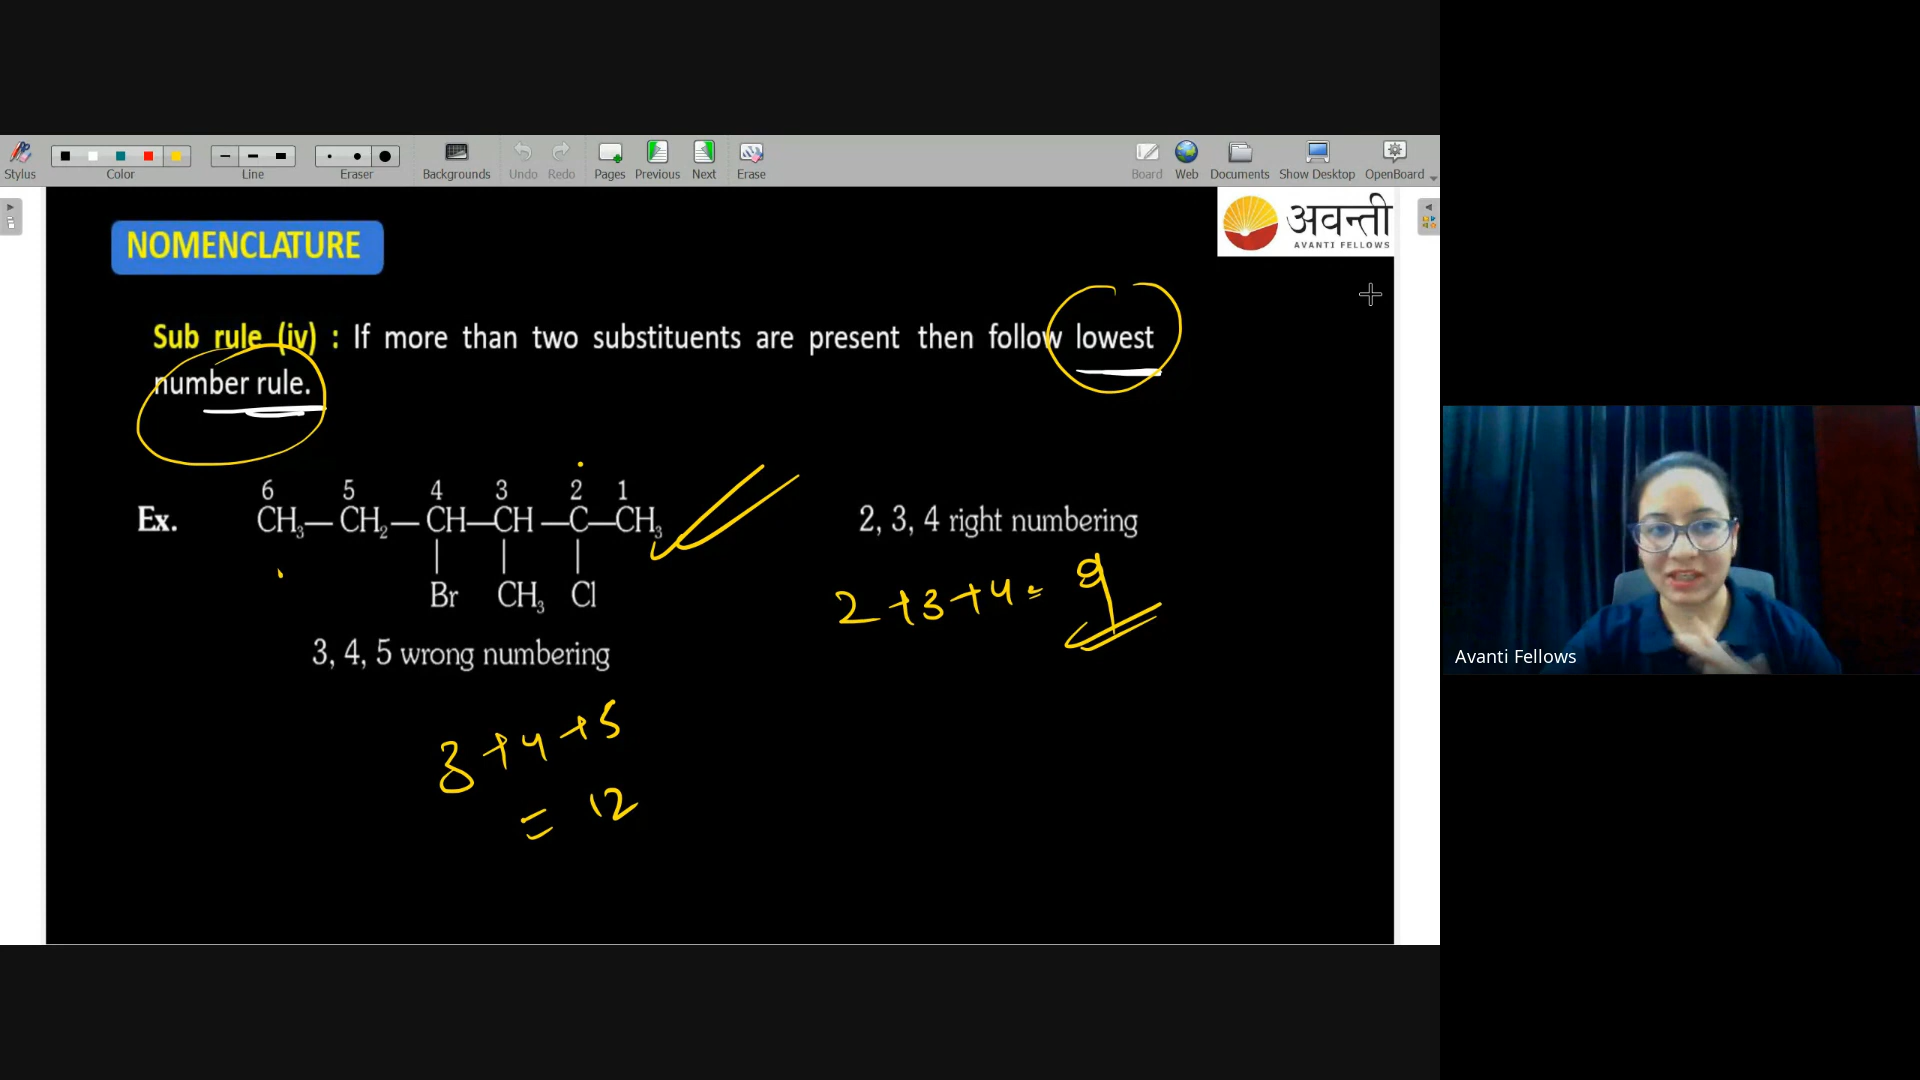 Stylus Color Line Eraser Backgrounds Undo Redo Pages Previous Next Erase Board Web Documents Show Desktop OpenBoard
NOMENCLATURE
अवन्ती
AVANTI FELLOWS
Sub rule (iv) : If more than two substituents are present then follow lowest
number rule.
6 5 4 3 2 1
Ex. CH₃—CH₂—CH—CH—C—CH₃
Br CH₃ Cl
3, 4, 5 wrong numbering
3+4+5
= 12
2, 3, 4 right numbering
2+3+4= 9
Avanti Fellows